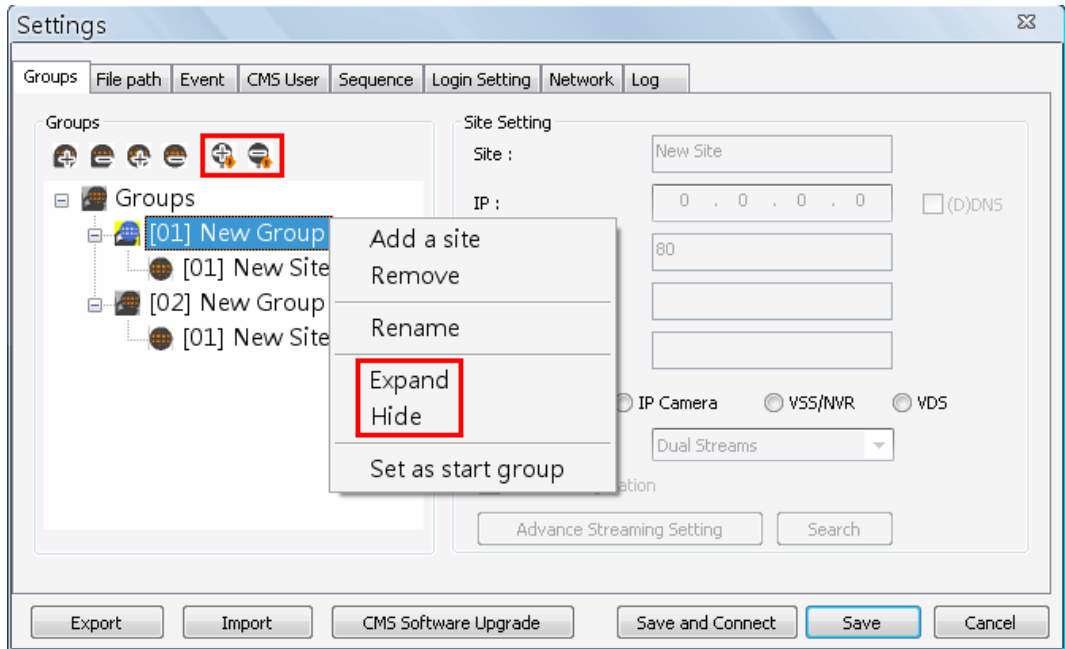 Settings
Groups File path Event CMS User Sequence Login Setting Network Log
Groups
Site Setting
Site : New Site
IP : 0 . 0 . 0 . 0 (D)DNS
80
Groups
[01] New Group
[01] New Site
[02] New Group
[01] New Site
Add a site
Remove
Rename
Expand
Hide
Set as start group
IP Camera VSS/NVR VDS
Dual Streams
ation
Advance Streaming Setting Search
Export Import CMS Software Upgrade Save and Connect Save Cancel